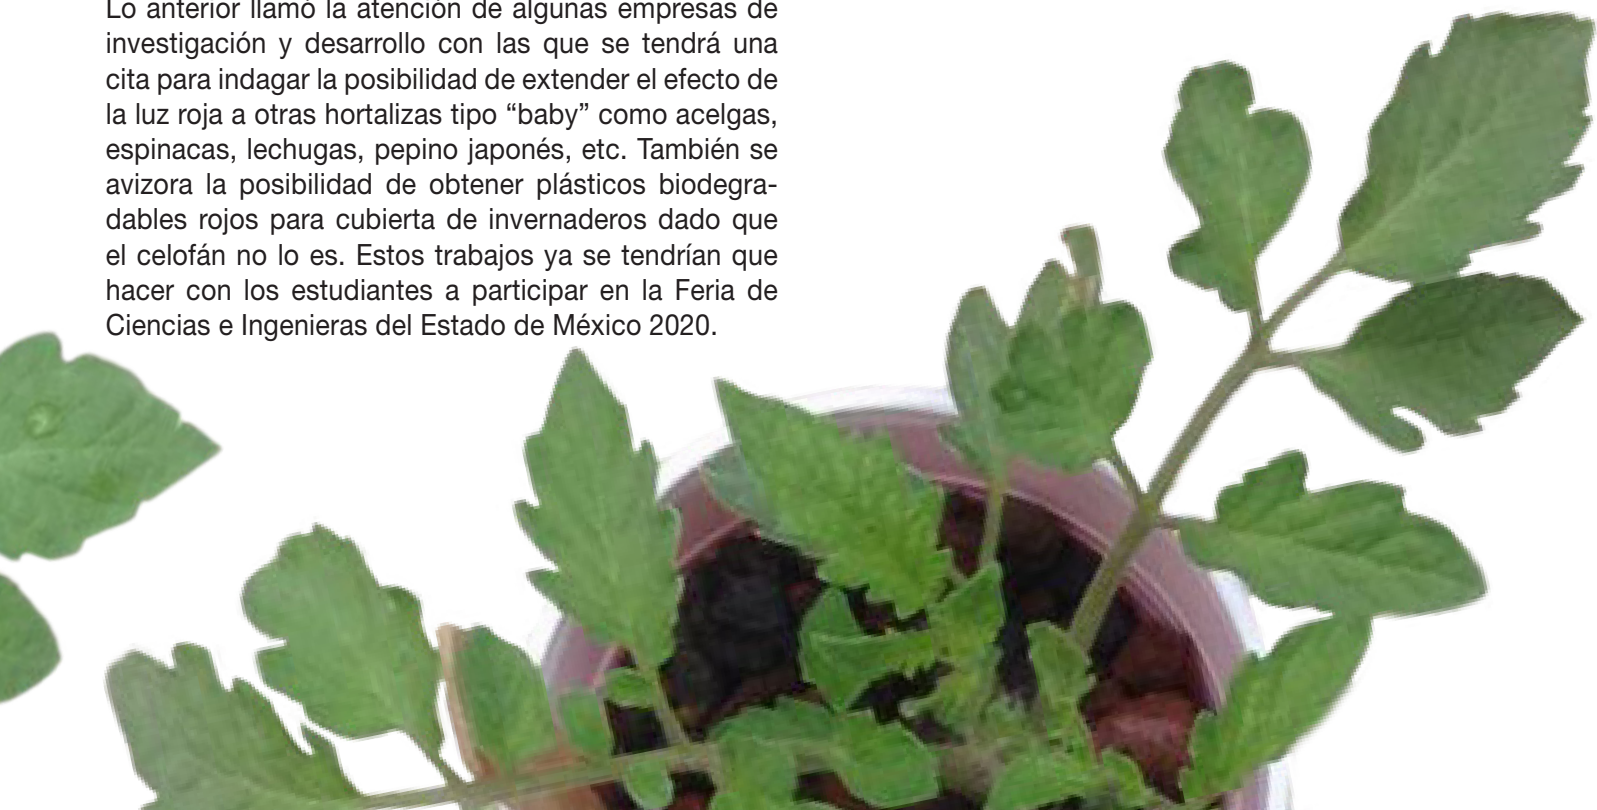 Lo anterior llamó la atención de algunas empresas de
investigación y desarrollo con las que se tendrá una
cita para indagar la posibilidad de extender el efecto de
la luz roja a otras hortalizas tipo “baby” como acelgas,
espinacas, lechugas, pepino japonés, etc. También se
avizora la posibilidad de obtener plásticos biodegra-
dables rojos para cubierta de invernaderos dado que
el celofán no lo es. Estos trabajos ya se tendrían que
hacer con los estudiantes a participar en la Feria de
Ciencias e Ingenieras del Estado de México 2020.